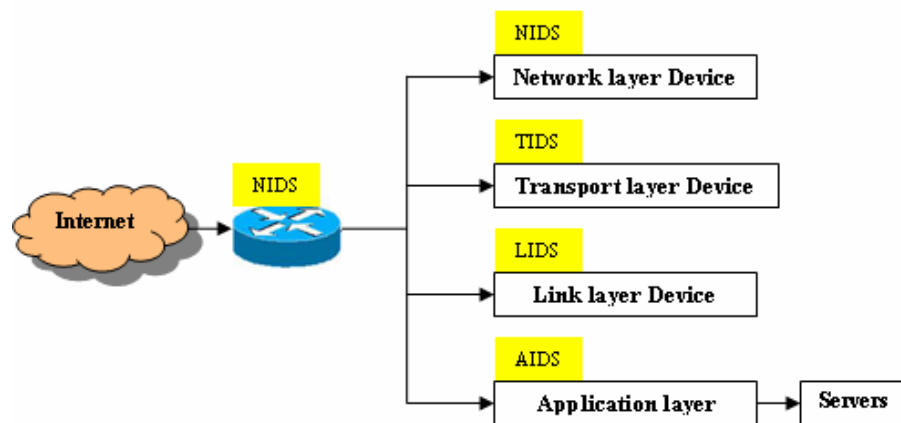 NIDS
Network layer Device
TIDS
Transport layer Device
NIDS
Internet
LIDS
Link layer Device
AIDS
Application layer
Servers